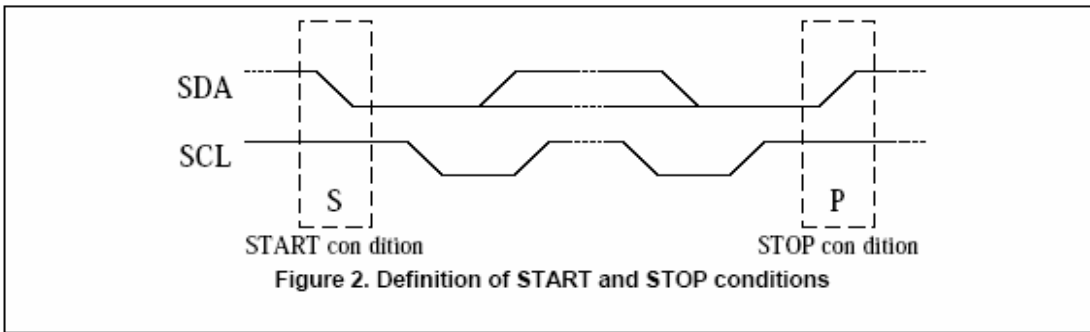 SDA
SCL
S
P
START con dition
STOP con dition
Figure 2. Definition of START and STOP conditions